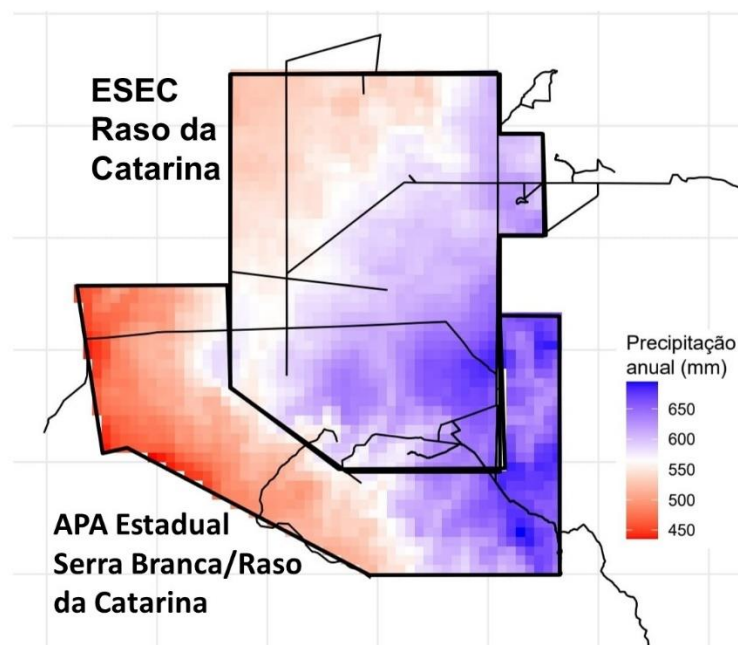 ESEC
Raso da
Catarina
Precipitação
anual (mm)
650
600
550
500
450
APA Estadual
Serra Branca/Raso
da Catarina